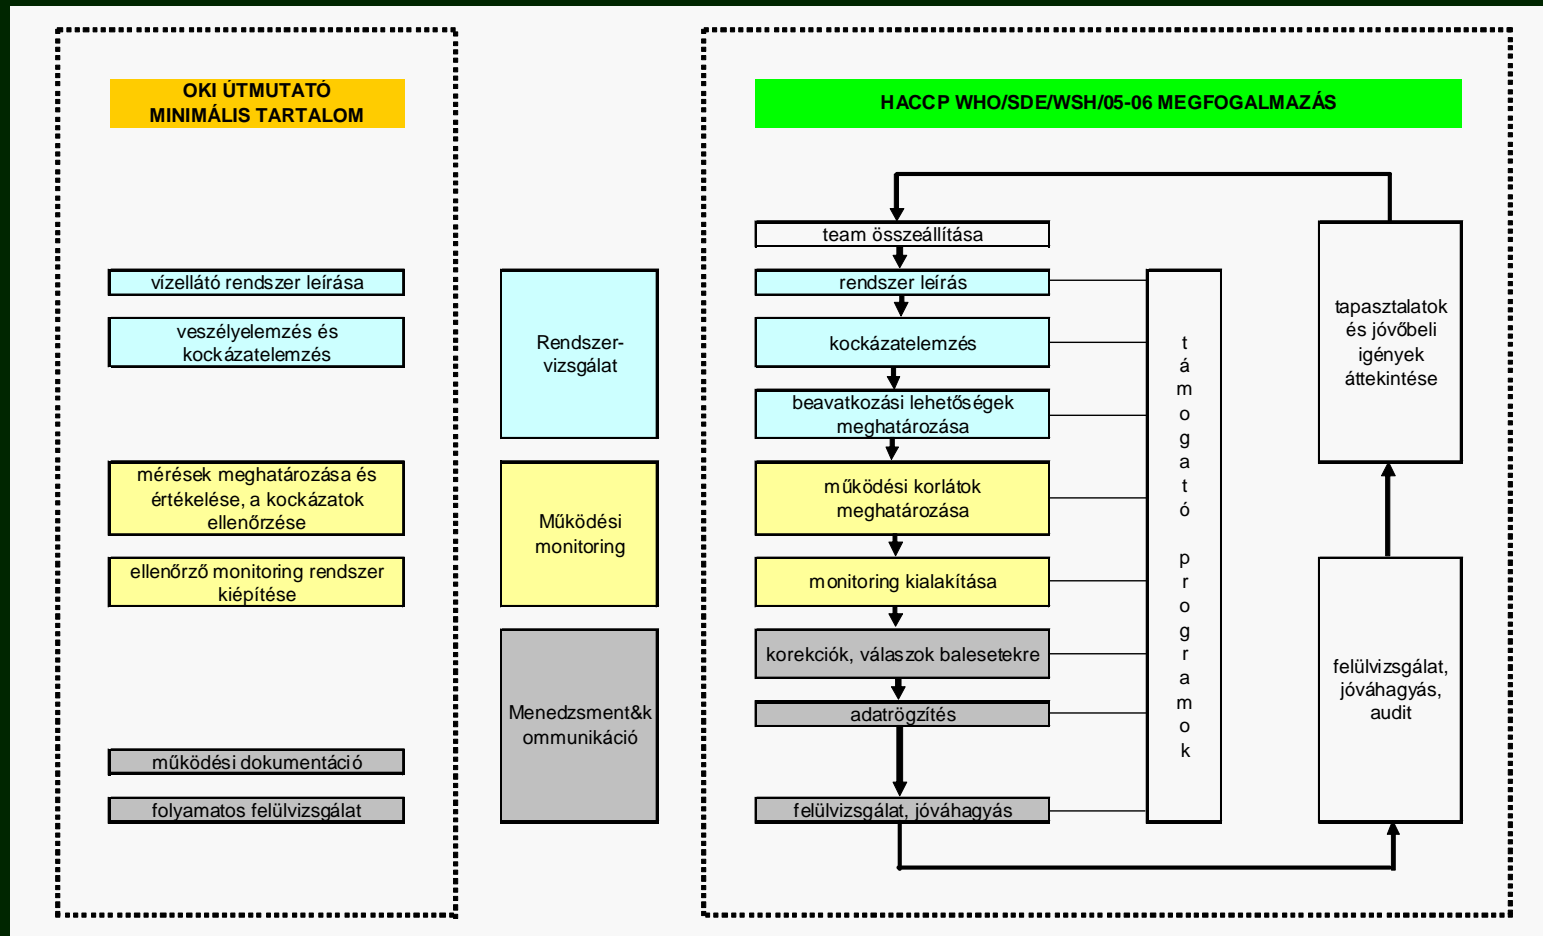 OKI ÚTMUTATÓ
MINIMÁLIS TARTALOM
vízellátó rendszer leírása
veszélyelemzés és
kockázatelemzés
mérések meghatározása és
értékelése, a kockázatok
ellenőrzése
ellenőrző monitoring rendszer
kiépítése
működési dokumentáció
folyamatos felülvizsgálat
Rendszer-
vizsgálat
Működési
monitoring
Menedzsment&k
ommunikáció
HACCP WHO/SDE/WSH/05-06 MEGFOGALMAZÁS
team összeállítása
rendszer leírás
kockázatelemzés
beavatkozási lehetőségek
meghatározása
működési korlátok
meghatározása
monitoring kialakítása
korekciók, válaszok balesetekre
adatrögzítés
felülvizsgálat, jóváhagyás
t
á
m
o
g
a
t
ó
p
r
o
g
r
a
m
o
k
tapasztalatok
és jövőbeli
igények
áttekintése
felülvizsgálat,
jóváhagyás,
audit